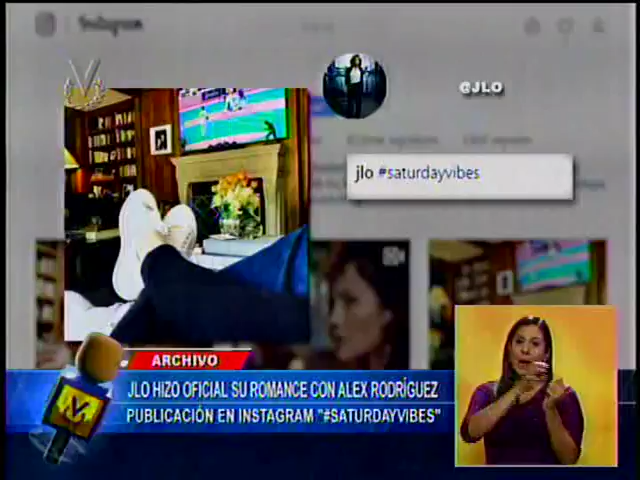 Instagram
@JLO
jlo #saturdayvibes
ARCHIVO
JLO HIZO OFICIAL SU ROMANCE CON ALEX RODRÍGUEZ
PUBLICACIÓN EN INSTAGRAM "#SATURDAYVIBES"